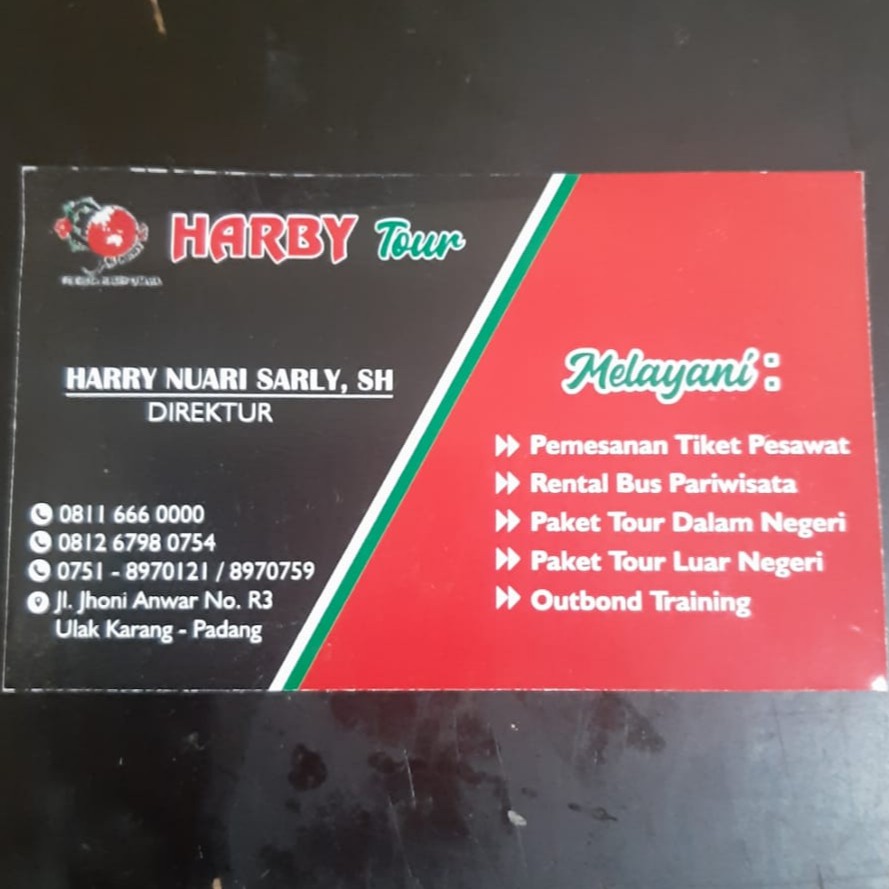 HARBY Tour
HARRY NUARI SARLY, SH
DIREKTUR
0811 666 0000
0812 6798 0754
0751 - 8970121 / 8970759
Jl. Jhoni Anwar No. R3
Ulak Karang - Padang
Melayani :
Pemesanan Tiket Pesawat
Rental Bus Pariwisata
Paket Tour Dalam Negeri
Paket Tour Luar Negeri
Outbond Training